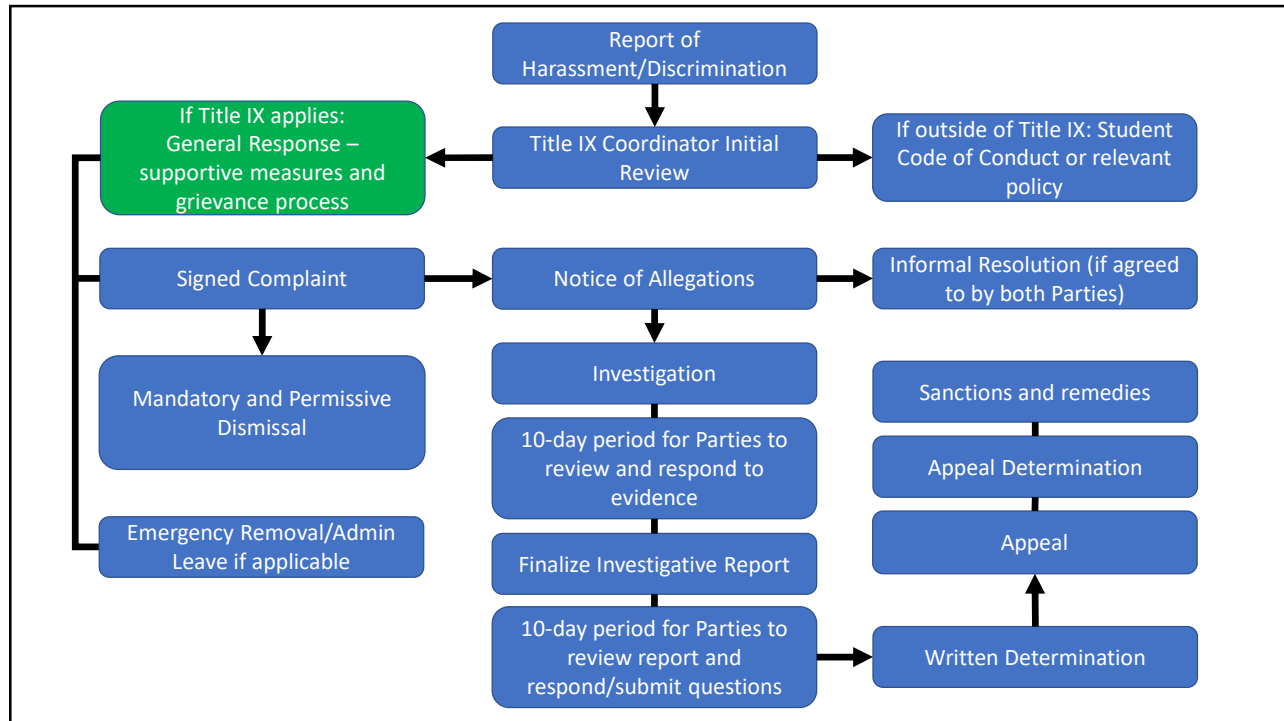 Report of
Harassment/Discrimination
If Title IX applies:
General Response –
supportive measures and
grievance process
Title IX Coordinator Initial
Review
If outside of Title IX: Student
Code of Conduct or relevant
policy
Signed Complaint
Notice of Allegations
Informal Resolution (if agreed
to by both Parties)
Mandatory and Permissive
Dismissal
Emergency Removal/Admin
Leave if applicable
Investigation
10-day period for Parties to
review and respond to
evidence
Finalize Investigative Report
10-day period for Parties to
review report and
respond/submit questions
Sanctions and remedies
Appeal Determination
Appeal
Written Determination